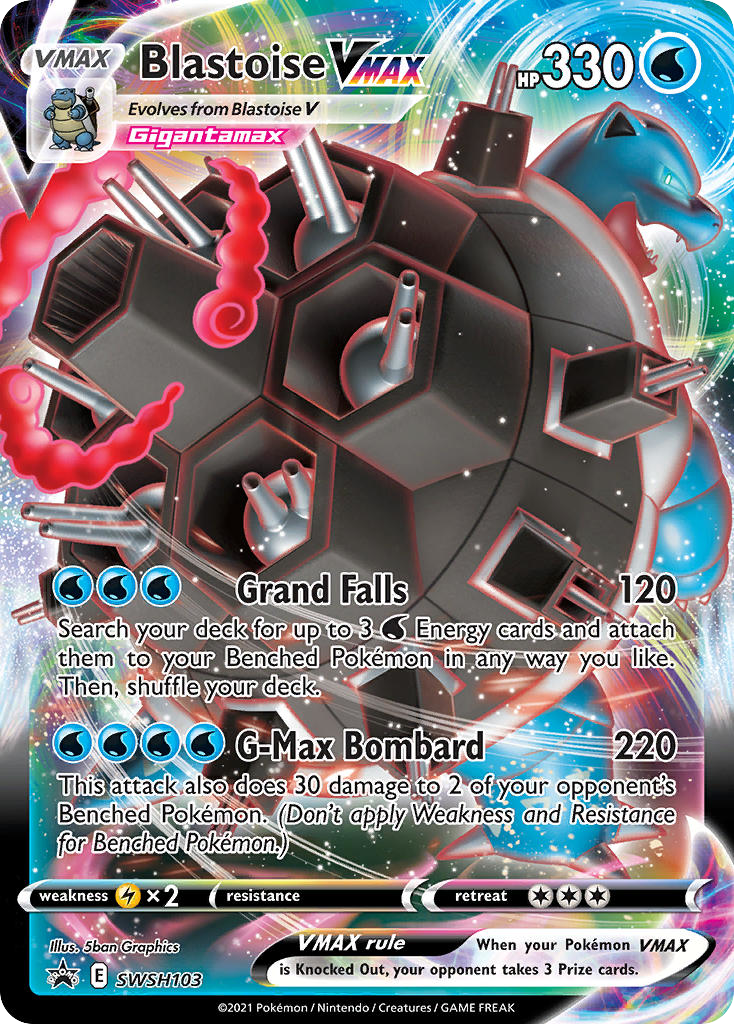 VMAX
Blastoise VMAX
HP 330
Evolves from Blastoise V
Gigantamax
Grand Falls 120
Search your deck for up to 3 Energy cards and attach
them to your Benched Pokémon in any way you like.
Then, shuffle your deck.
G-Max Bombard 220
This attack also does 30 damage to 2 of your opponent's
Benched Pokémon. (Don't apply Weakness and Resistance
for Benched Pokémon.)
weakness ×2 resistance retreat
Illus. 5ban Graphics
VMAX rule When your Pokémon VMAX
is Knocked Out, your opponent takes 3 Prize cards.
E SWSH103
©2021 Pokémon / Nintendo / Creatures / GAME FREAK